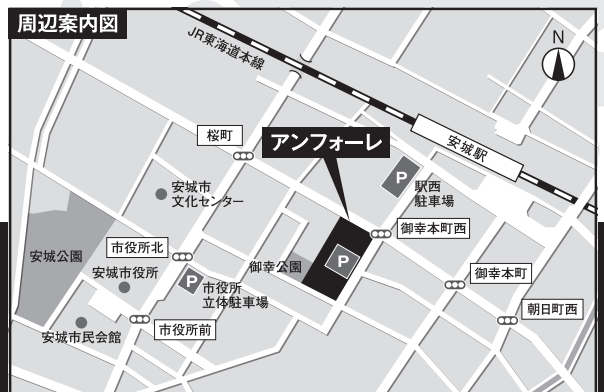 周辺案内図
N
JR東海道本線
桜町
アンフォーレ
安城駅
P
駅西
駐車場
安城市
文化センター
御幸本町西
市役所北
安城公園
御幸公園
P
安城市役所
P
市役所
立体駐車場
御幸本町
朝日町西
市役所前
安城市民会館